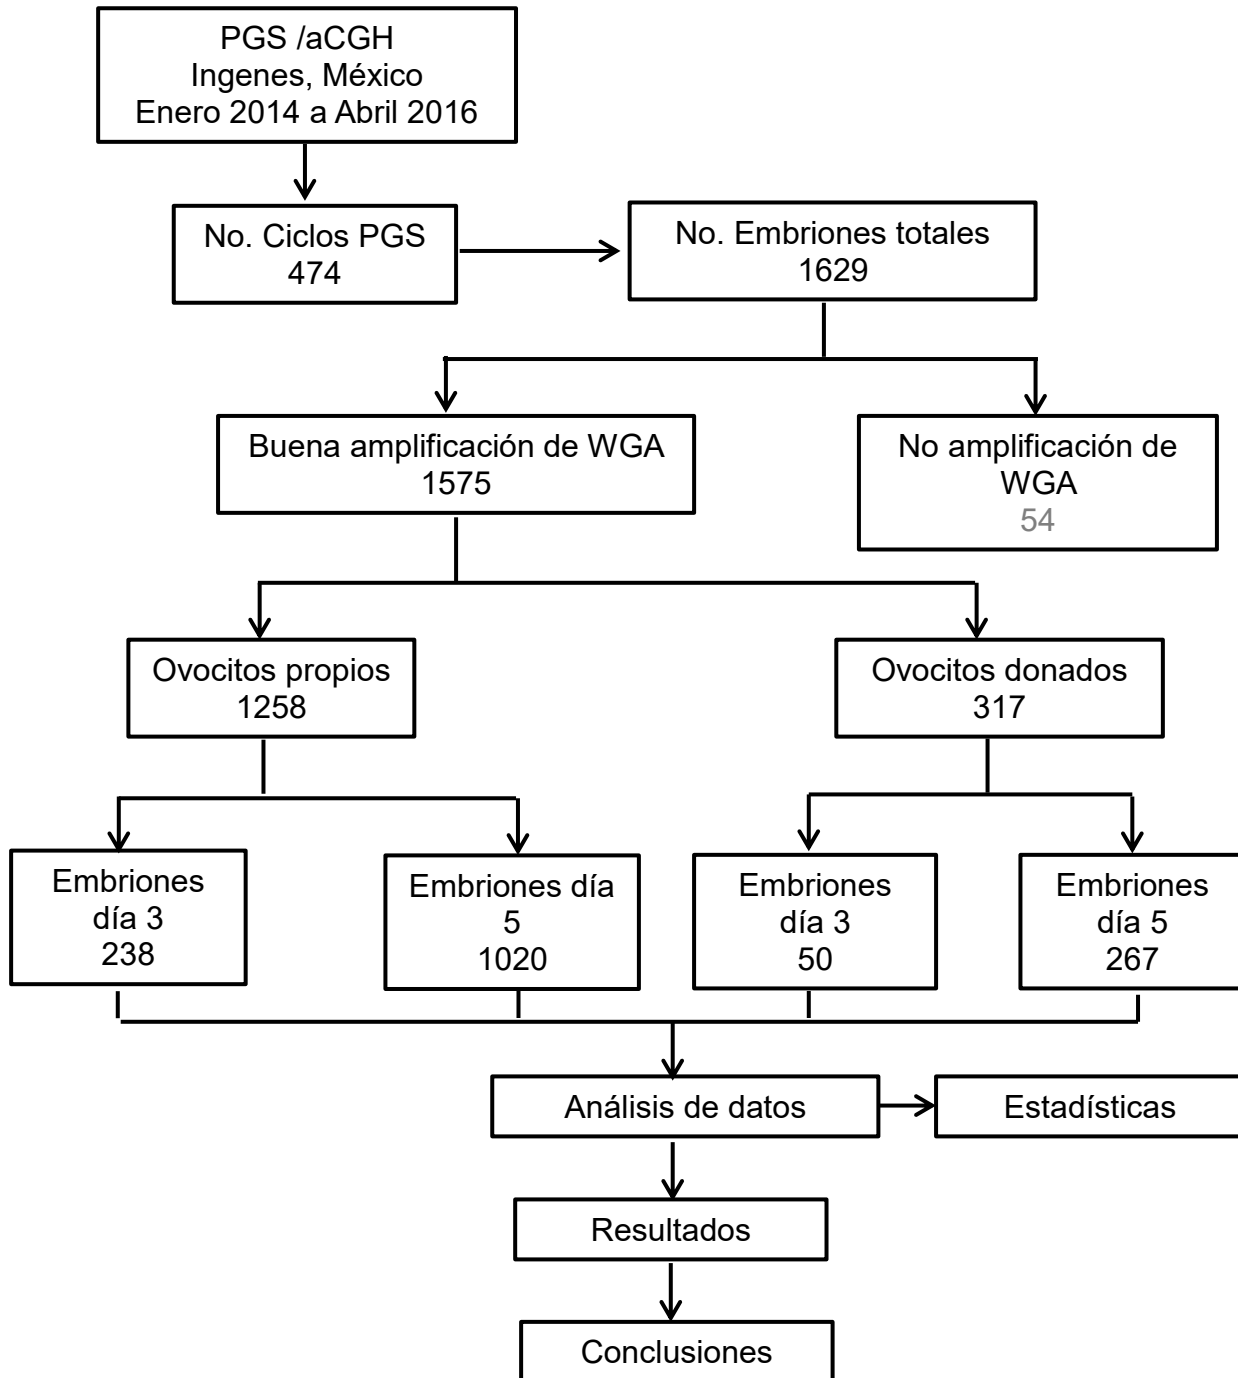 PGS /aCGH
Ingenes, México
Enero 2014 a Abril 2016
No. Ciclos PGS
474
No. Embriones totales
1629
Buena amplificación de WGA
1575
No amplificación de
WGA
54
Ovocitos propios
1258
Ovocitos donados
317
Embriones
día 3
238
Embriones día
5
1020
Embriones
día 3
50
Embriones
día 5
267
Análisis de datos
Estadísticas
Resultados
Conclusiones